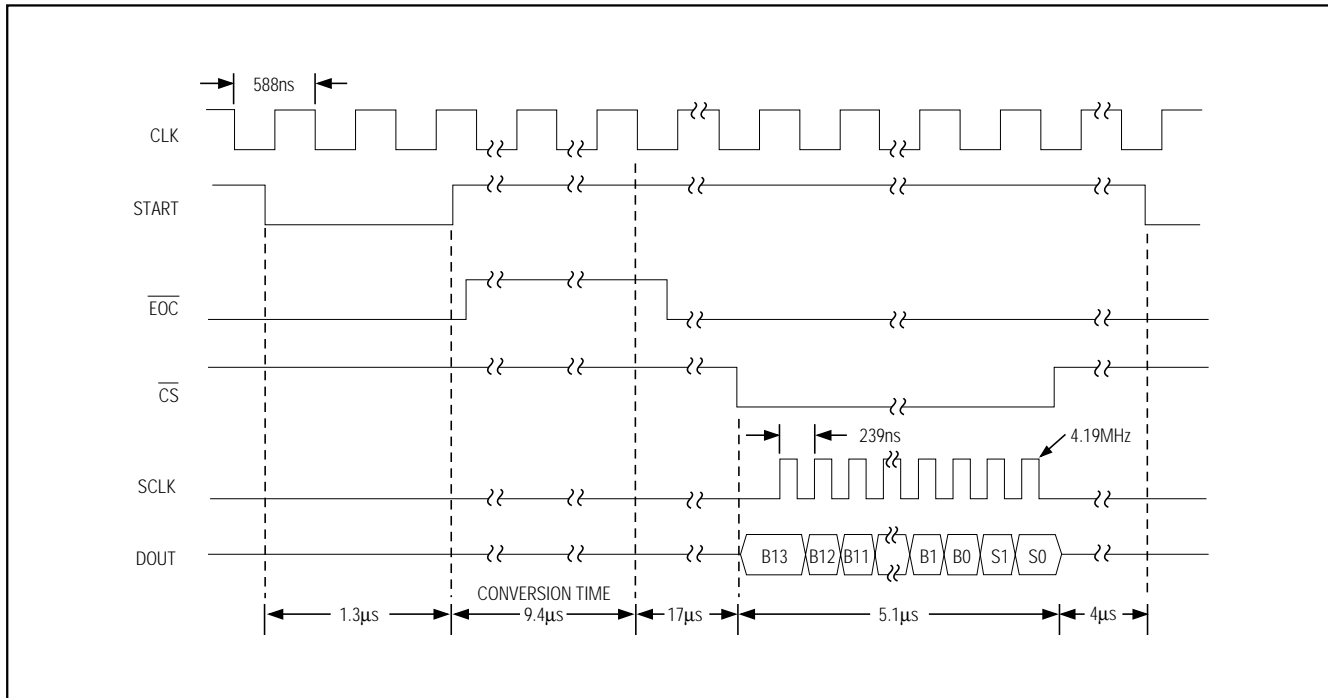 588ns
CLK
START
EOC
CS
239ns
4.19MHz
SCLK
DOUT
B13 B12 B11 B1 B0 S1 S0
CONVERSION TIME
1.3µs 9.4µs 17µs 5.1µs 4µs